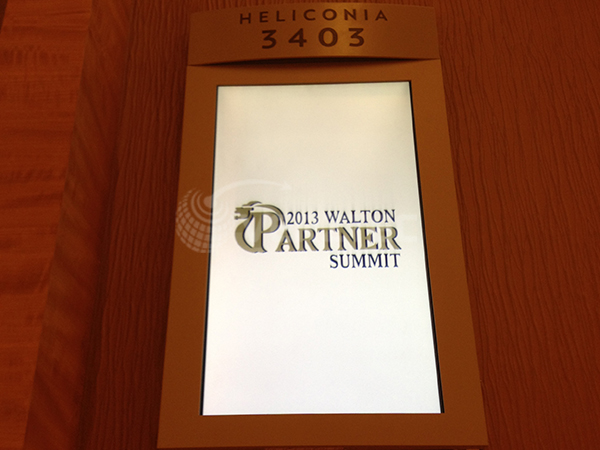 HELICONIA
3403
2013 WALTON
PARTNER
SUMMIT